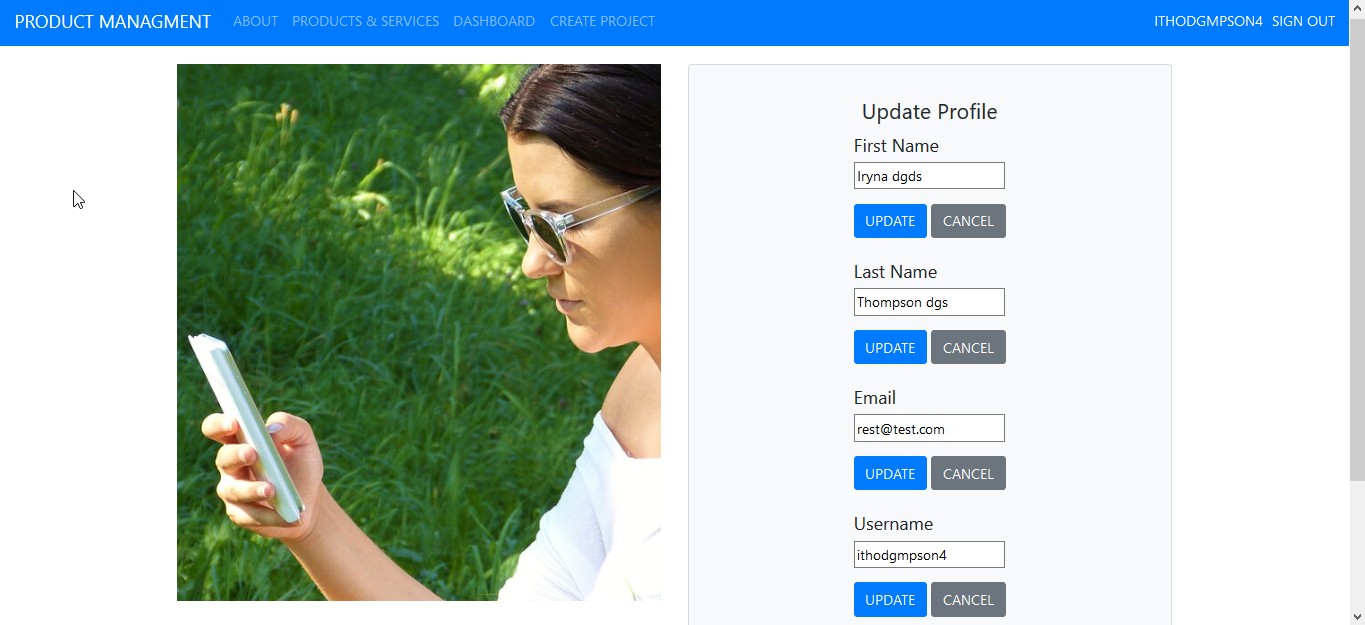 PRODUCT MANAGMENT ABOUT PRODUCTS & SERVICES DASHBOARD CREATE PROJECT ITHODGMPSON4 SIGN OUT
Update Profile
First Name
Iryna dgds
UPDATE CANCEL
Last Name
Thompson dgs
UPDATE CANCEL
Email
rest@test.com
UPDATE CANCEL
Username
ithodgmpson4
UPDATE CANCEL